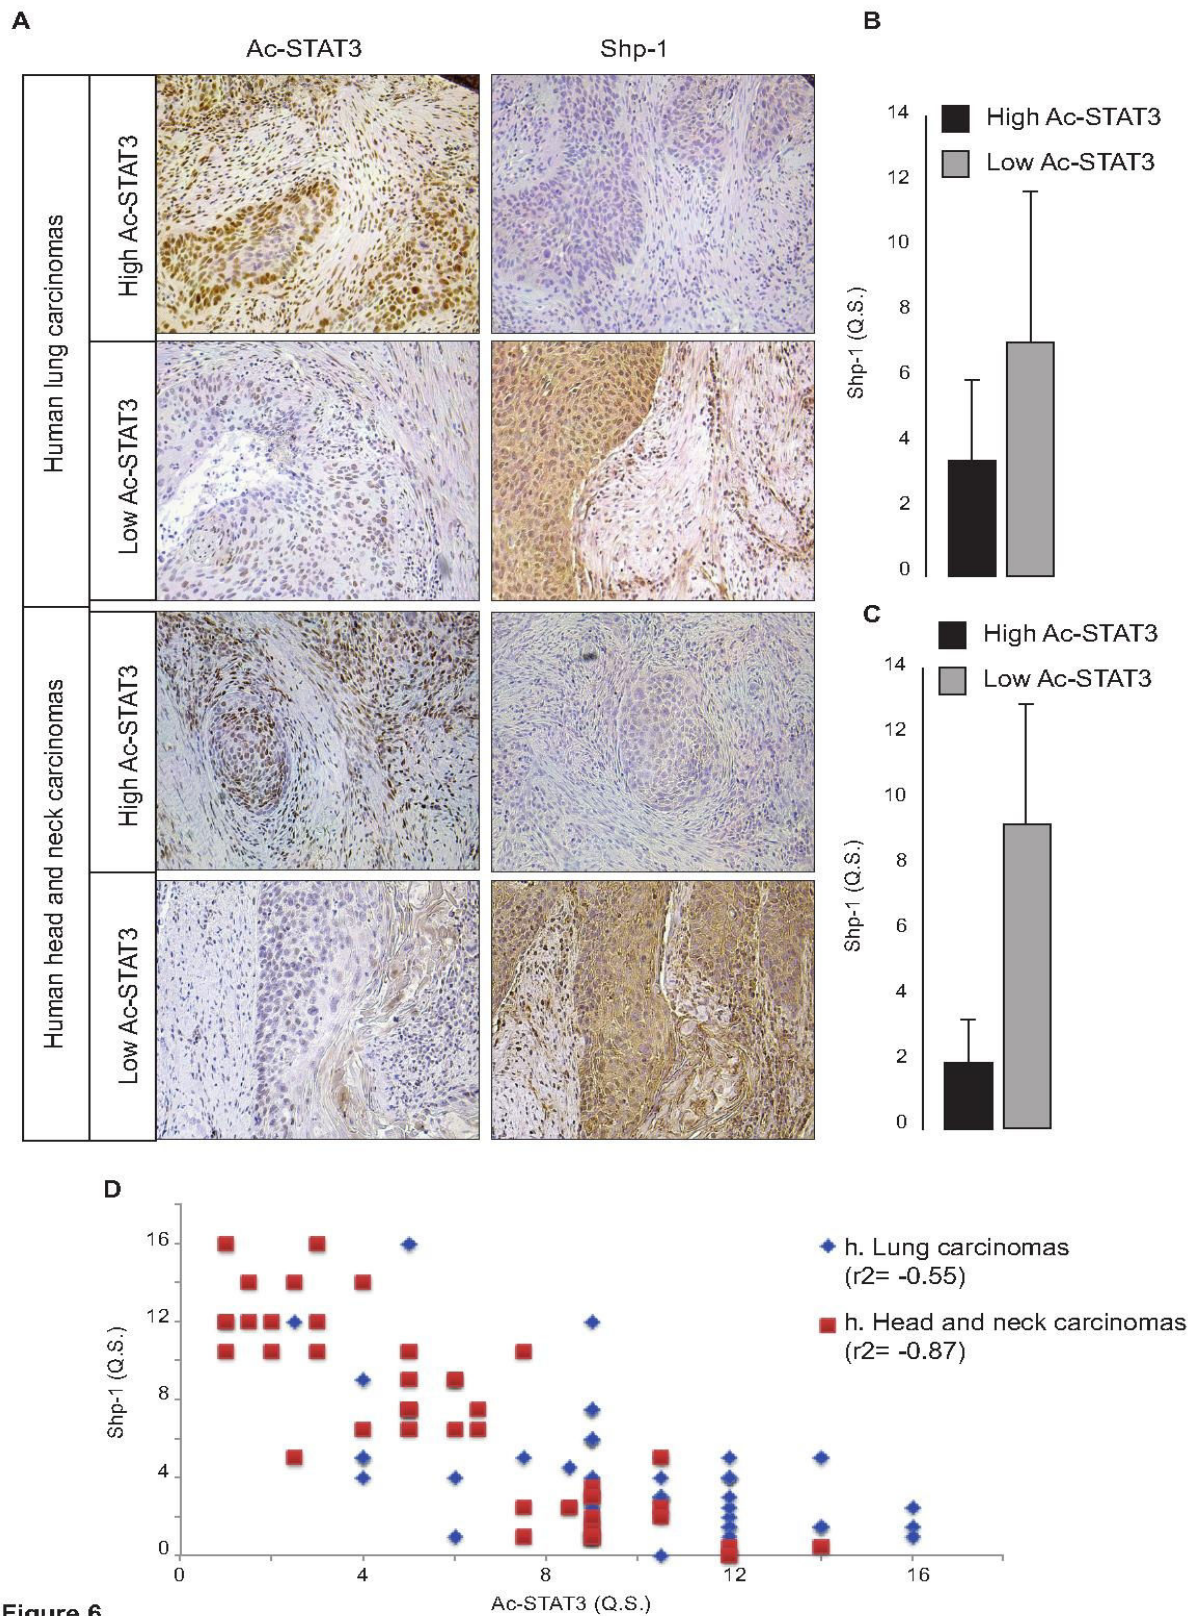 A
Ac-STAT3
Shp-1
Human lung carcinomas
High Ac-STAT3
Low Ac-STAT3
Human head and neck carcinomas
High Ac-STAT3
Low Ac-STAT3
B
High Ac-STAT3
Low Ac-STAT3
Shp-1 (Q.S.)
14
12
10
8
6
4
2
0
C
High Ac-STAT3
Low Ac-STAT3
Shp-1 (Q.S.)
14
12
10
8
6
4
2
0
D
h. Lung carcinomas
(r2= -0.55)
h. Head and neck carcinomas
(r2= -0.87)
Shp-1 (Q.S.)
16
12
8
4
0
0 4 8 12 16
Ac-STAT3 (Q.S.)
Figure 6